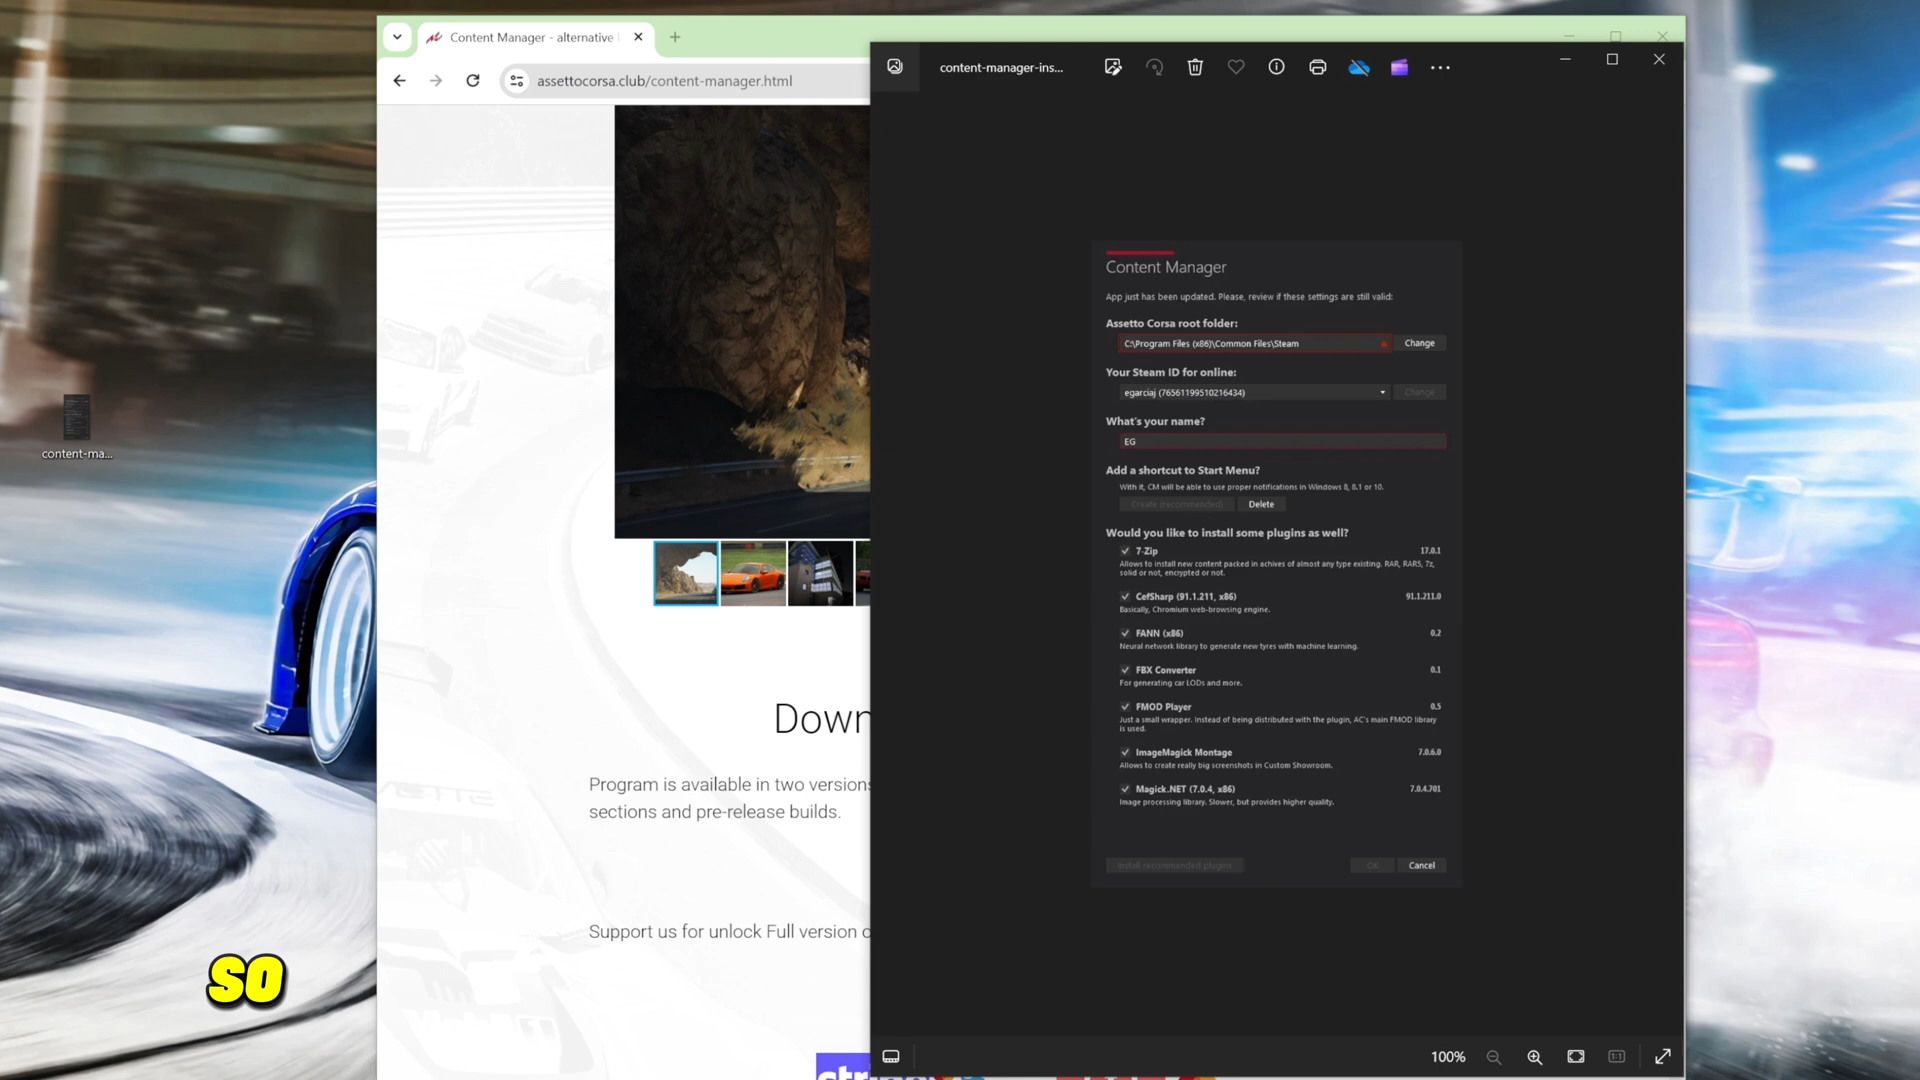 Content Manager - alternative
assettocorsa.club/content-manager.html
content-manager-ins...
content-ma...
Down
Program is available in two versions
sections and pre-release builds.
Support us for unlock Full version
so
Content Manager
App just has been updated. Please, review if these settings are still valid:
Assetto Corsa root folder:
C:\Program Files (x86)\Common Files\Steam
Change
Your Steam ID for online:
egarciaj (76561199510216434)
Change
What's your name?
EG
Add a shortcut to Start Menu?
With it, CM will be able to use proper notifications in Windows 8, 8.1 or 10.
Create (recommended)
Delete
Would you like to install some plugins as well?
7-Zip 17.0.1
Allows to install new content packed in achives of almost any type existing. RAR, RAR5, 7z,
solid or not, encrypted or not.
CefSharp (91.1.211, x86) 91.1.211.0
Basically, Chromium web-browsing engine.
FANN (x86) 0.2
Neural network library to generate new tyres with machine learning.
FBX Converter 0.1
For generating car LODs and more.
FMOD Player 0.5
Just a small wrapper. Instead of being distributed with the plugin, AC's main FMOD library
is used.
ImageMagick Montage 7.0.6.0
Allows to create really big screenshots in Custom Showroom.
Magick.NET (7.0.4, x86) 7.0.4.701
Image processing library. Slower, but provides higher quality.
Install recommended plugins
OK
Cancel
100%
1:1